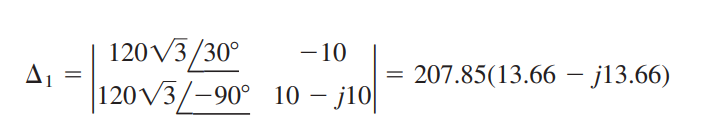 Δ₁ = | 120√3/30° −10 |
| 120√3/−90° 10 − j10 | = 207.85(13.66 − j13.66)